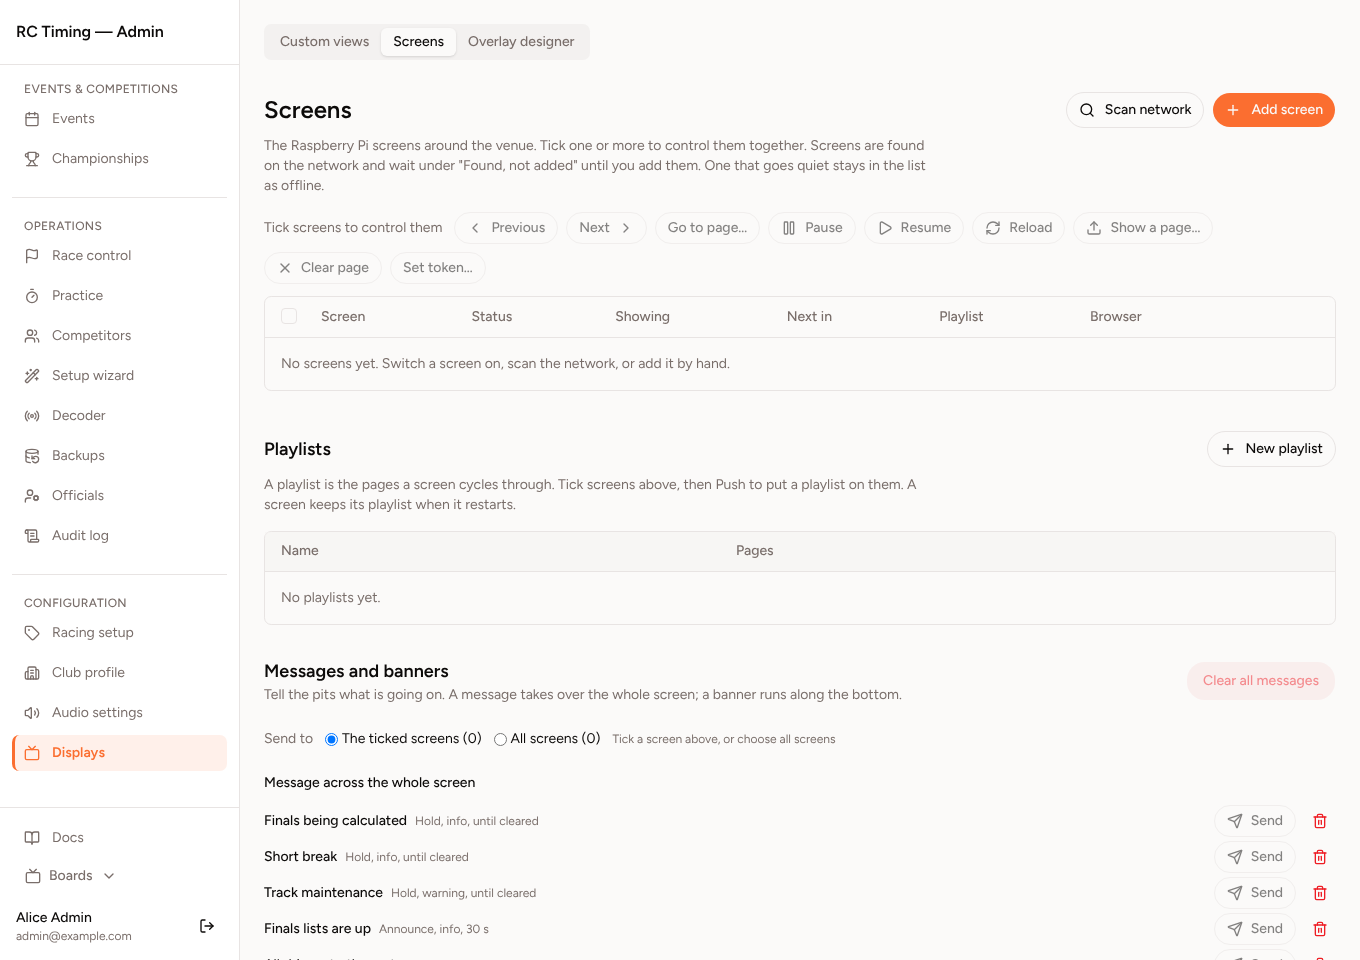 RC Timing — Admin
EVENTS & COMPETITIONS
Events
Championships
OPERATIONS
Race control
Practice
Competitors
Setup wizard
Decoder
Backups
Officials
Audit log
CONFIGURATION
Racing setup
Club profile
Audio settings
Displays
Docs
Boards
Alice Admin
admin@example.com
Custom views Screens Overlay designer
Screens
Scan network Add screen
The Raspberry Pi screens around the venue. Tick one or more to control them together. Screens are found
on the network and wait under "Found, not added" until you add them. One that goes quiet stays in the list
as offline.
Tick screens to control them Previous Next Go to page... Pause Resume Reload Show a page...
Clear page Set token...
Screen Status Showing Next in Playlist Browser
No screens yet. Switch a screen on, scan the network, or add it by hand.
Playlists
New playlist
A playlist is the pages a screen cycles through. Tick screens above, then Push to put a playlist on them. A
screen keeps its playlist when it restarts.
Name Pages
No playlists yet.
Messages and banners
Clear all messages
Tell the pits what is going on. A message takes over the whole screen; a banner runs along the bottom.
Send to The ticked screens (0) All screens (0) Tick a screen above, or choose all screens
Message across the whole screen
Finals being calculated Hold, info, until cleared Send
Short break Hold, info, until cleared Send
Track maintenance Hold, warning, until cleared Send
Finals lists are up Announce, info, 30 s Send